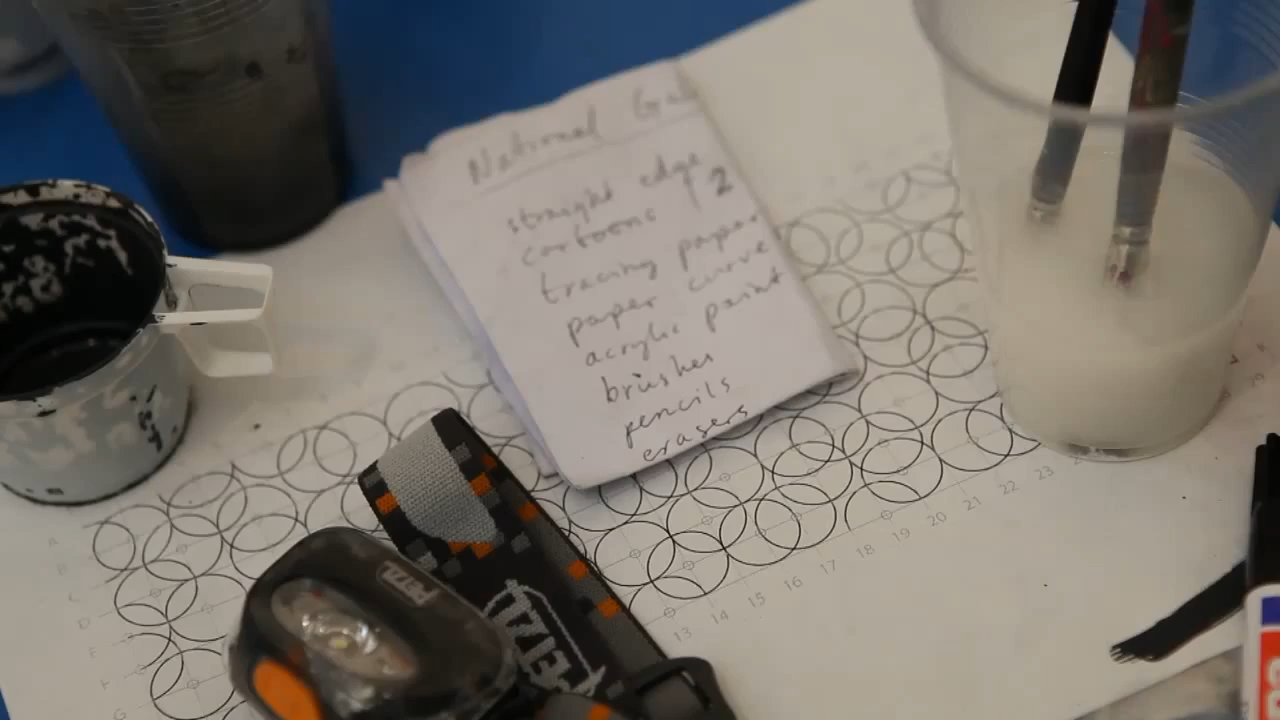 National Ga
straight edge
cartoons 1 2
tracing paper
paper curve
acrylic paint
brushes
pencils
erasers
PETZL
PETZL
13 14 15 16 17 18 19 20 21 22 23
A
B
C
D
E
F
G